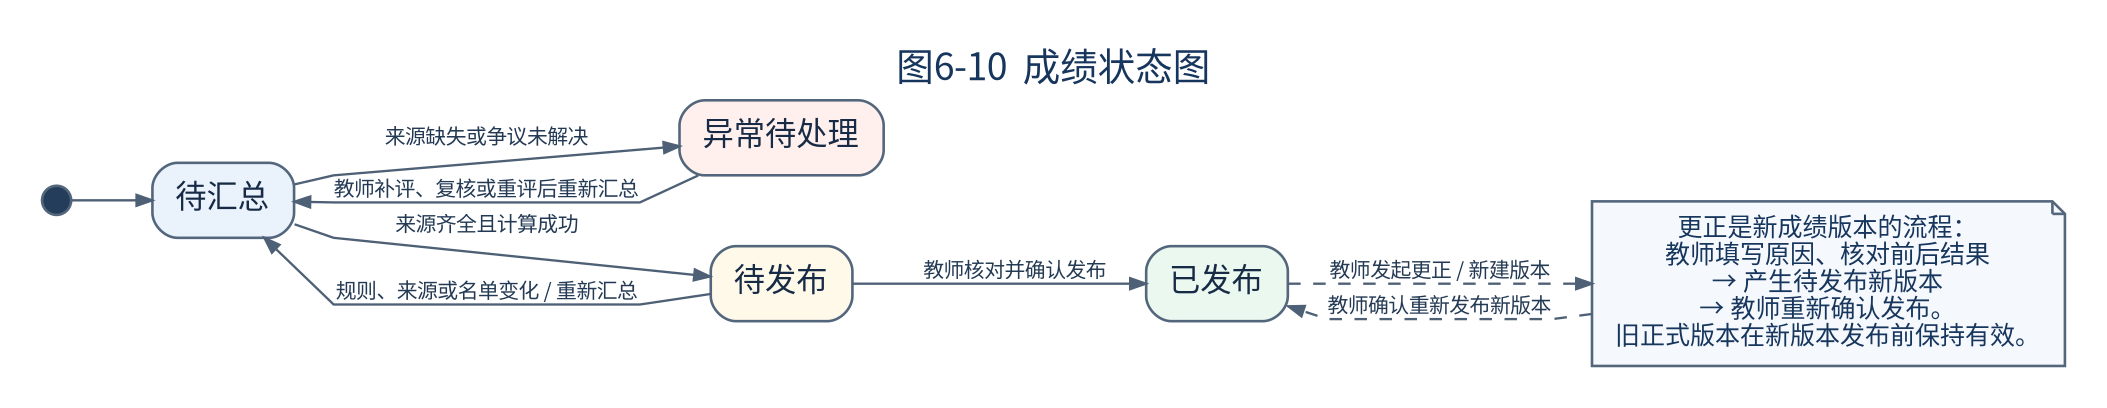 图6-10 成绩状态图
异常待处理
来源缺失或争议未解决
待汇总
教师补评、复核或重评后重新汇总
来源齐全且计算成功
待发布
规则、来源或名单变化 / 重新汇总
教师核对并确认发布
已发布
教师发起更正 / 新建版本
教师确认重新发布新版本
更正是新成绩版本的流程：
教师填写原因、核对前后结果
→ 产生待发布新版本
→ 教师重新确认发布。
旧正式版本在新版本发布前保持有效。